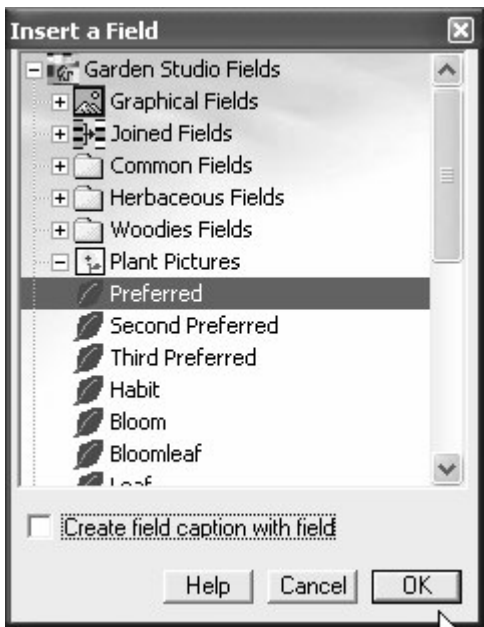 Insert a Field
Garden Studio Fields
Graphical Fields
Joined Fields
Common Fields
Herbaceous Fields
Woodies Fields
Plant Pictures
Preferred
Second Preferred
Third Preferred
Habit
Bloom
Bloomleaf
Create field caption with field
Help Cancel OK